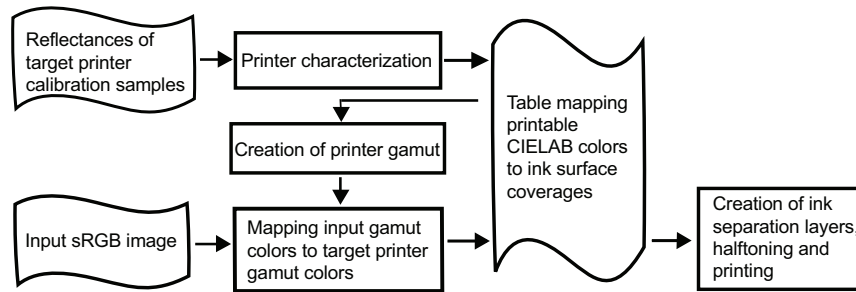 Reflectances of
target printer
calibration samples
Printer characterization
Table mapping
printable
CIELAB colors
to ink surface
coverages
Creation of printer gamut
Input sRGB image
Mapping input gamut
colors to target printer
gamut colors
Creation of ink
separation layers,
halftoning and
printing